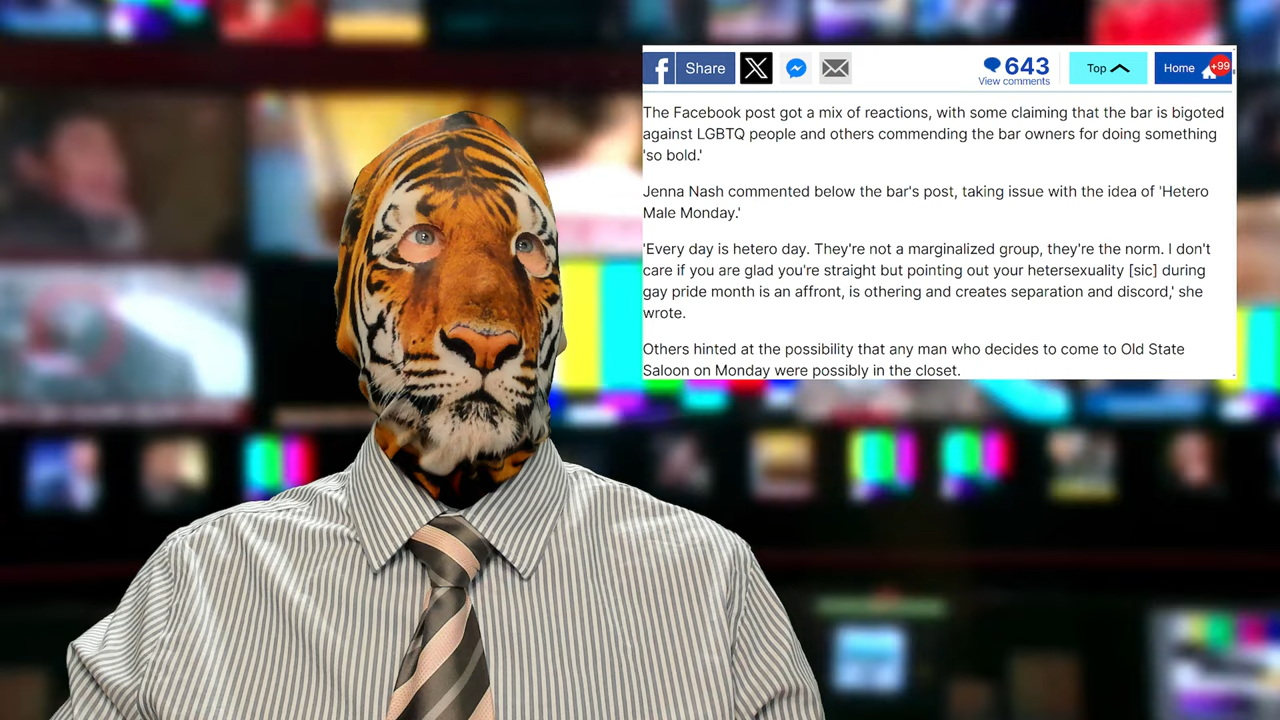 Share
643
View comments
Top
Home
+99
The Facebook post got a mix of reactions, with some claiming that the bar is bigoted
against LGBTQ people and others commending the bar owners for doing something
'so bold.'
Jenna Nash commented below the bar's post, taking issue with the idea of 'Hetero
Male Monday.'
'Every day is hetero day. They're not a marginalized group, they're the norm. I don't
care if you are glad you're straight but pointing out your hetersexuality [sic] during
gay pride month is an affront, is othering and creates separation and discord,' she
wrote.
Others hinted at the possibility that any man who decides to come to Old State
Saloon on Monday were possibly in the closet.